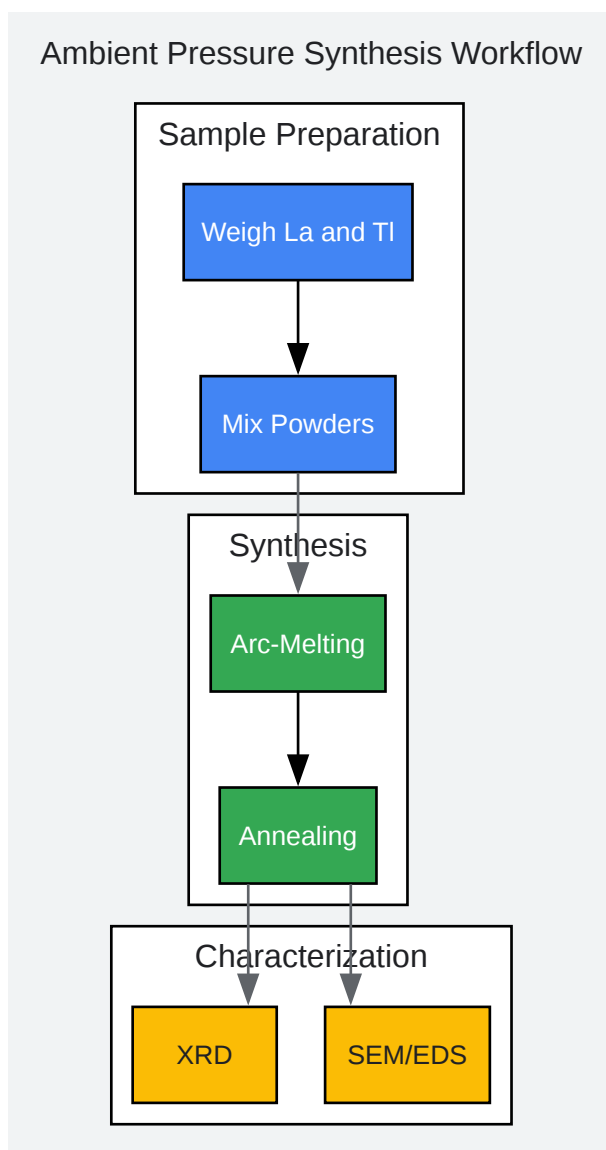 Ambient Pressure Synthesis Workflow
Sample Preparation
Weigh La and Tl
Mix Powders
Synthesis
Arc-Melting
Annealing
Characterization
XRD
SEM/EDS